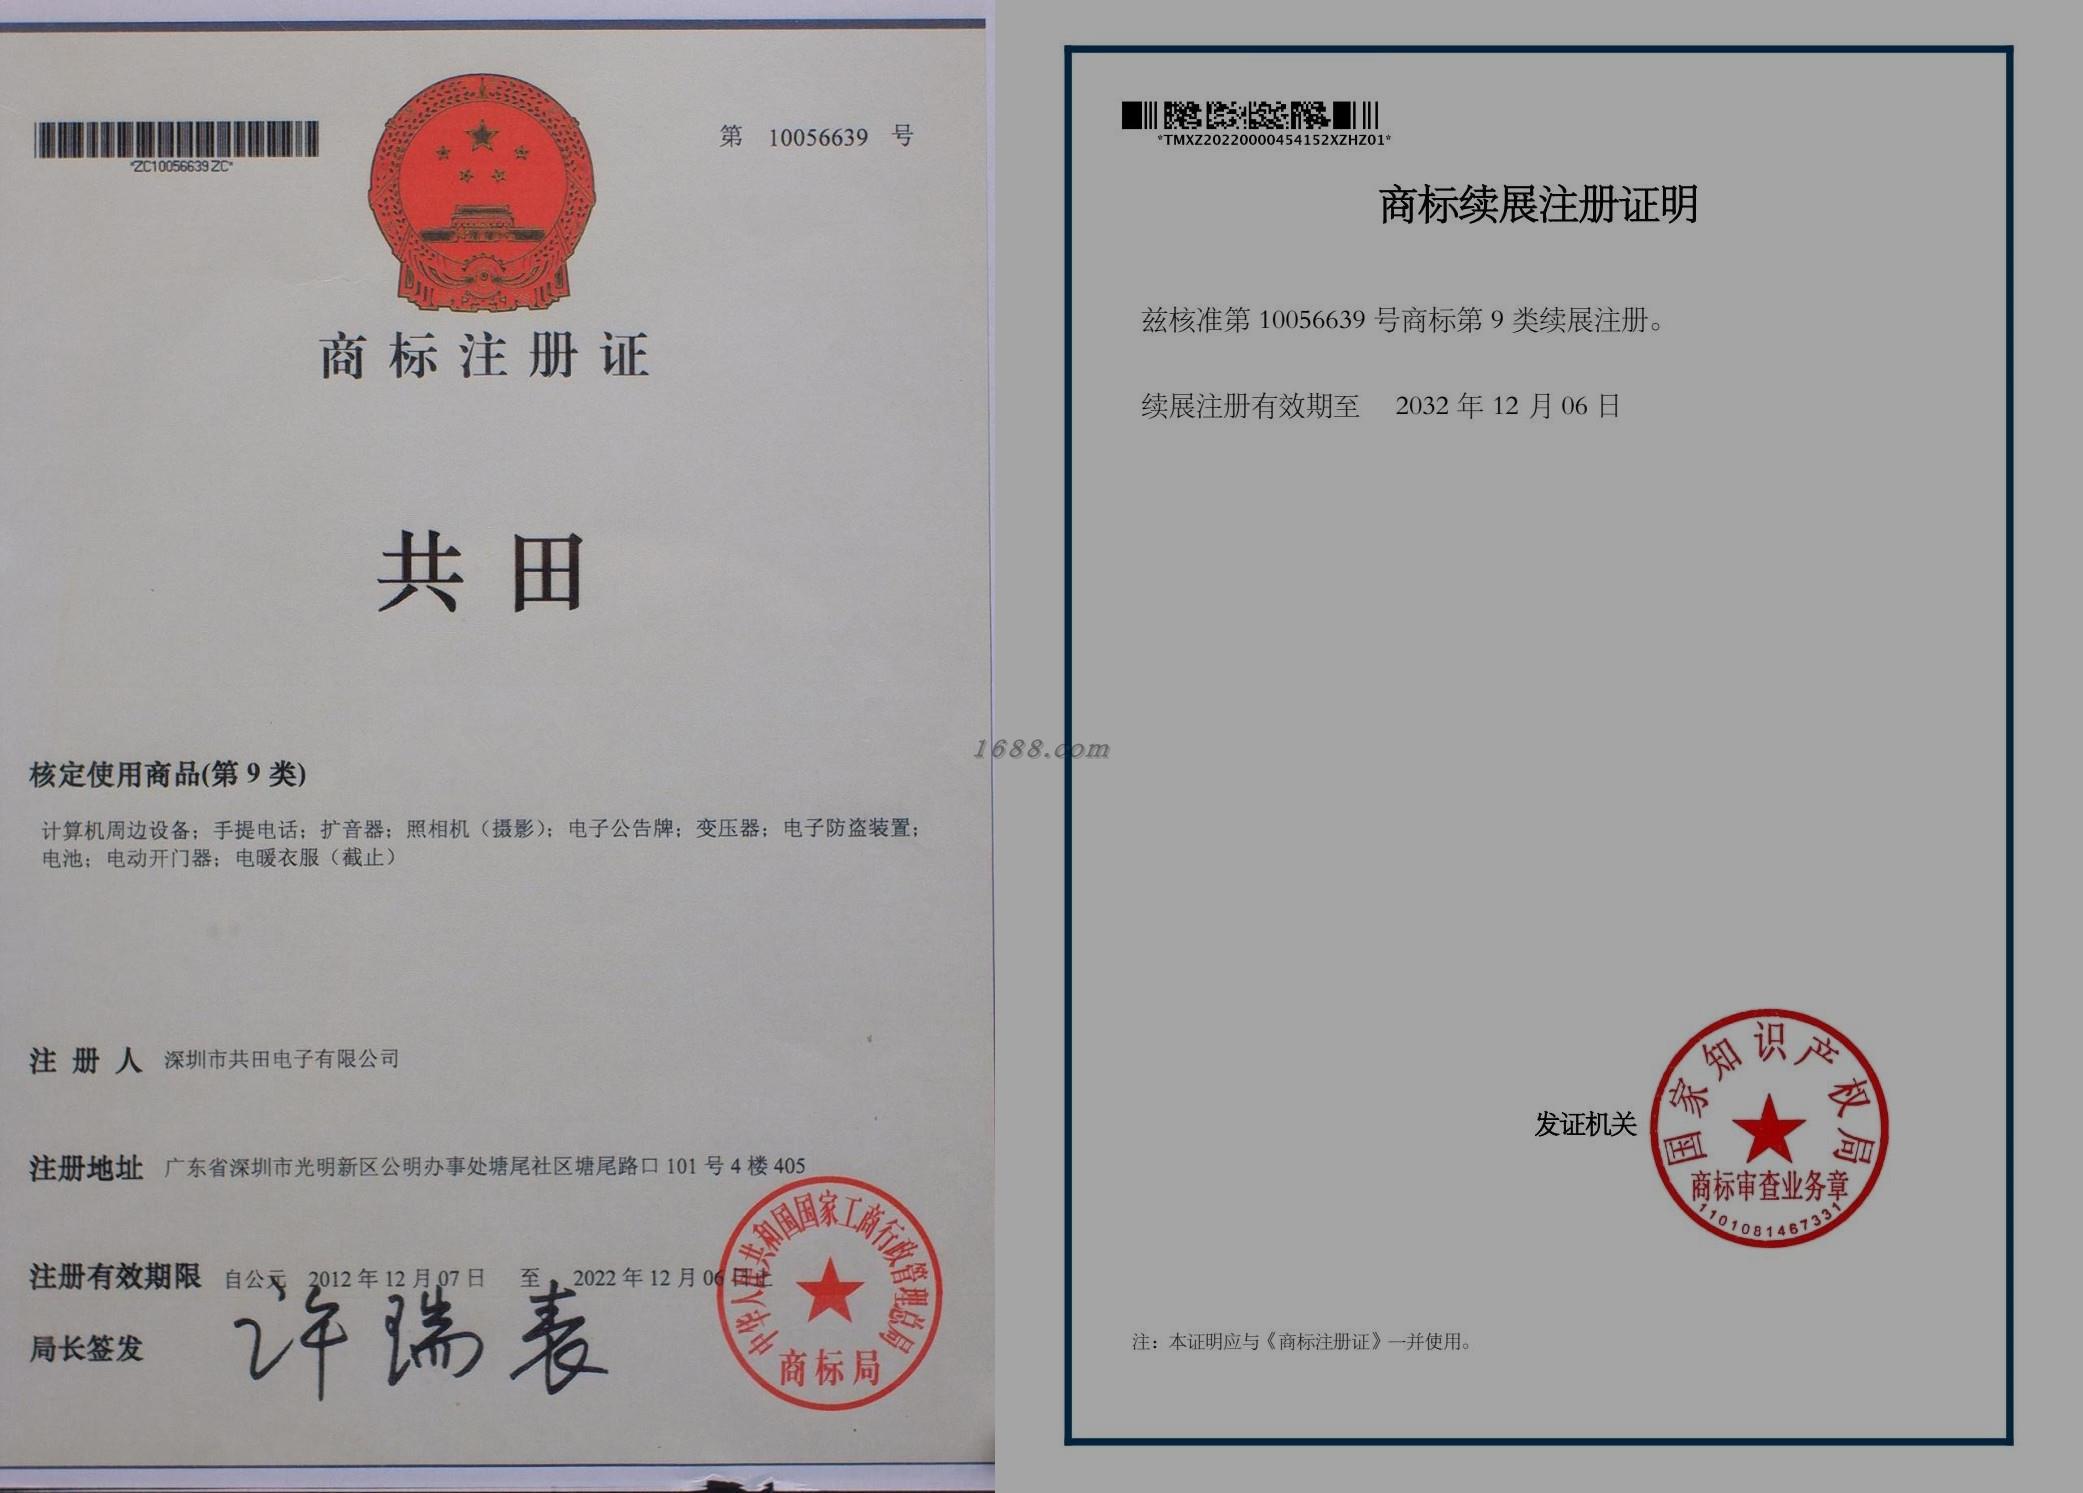 *ZC10056639ZC*
第 10056639 号
商标注册证
共田
核定使用商品(第 9 类)
计算机周边设备；手提电话；扩音器；照相机（摄影）；电子公告牌；变压器；电子防盗装置；
电池；电动开门器；电暖衣服（截止）
注 册 人 深圳市共田电子有限公司
注册地址 广东省深圳市光明新区公明办事处塘尾社区塘尾路口 101 号 4 楼 405
注册有效期限 自公元 2012 年 12 月 07 日 至 2022 年 12 月 06 日止
局长签发 许瑞表
中华人民共和国国家工商行政管理总局
商标局
1688.com
*TMXZ20220000454152XZHZ01*
商标续展注册证明
兹核准第 10056639 号商标第 9 类续展注册。
续展注册有效期至 2032 年 12 月 06 日
发证机关
国家知识产权局
商标审查业务章
1101081467331
注：本证明应与《商标注册证》一并使用。